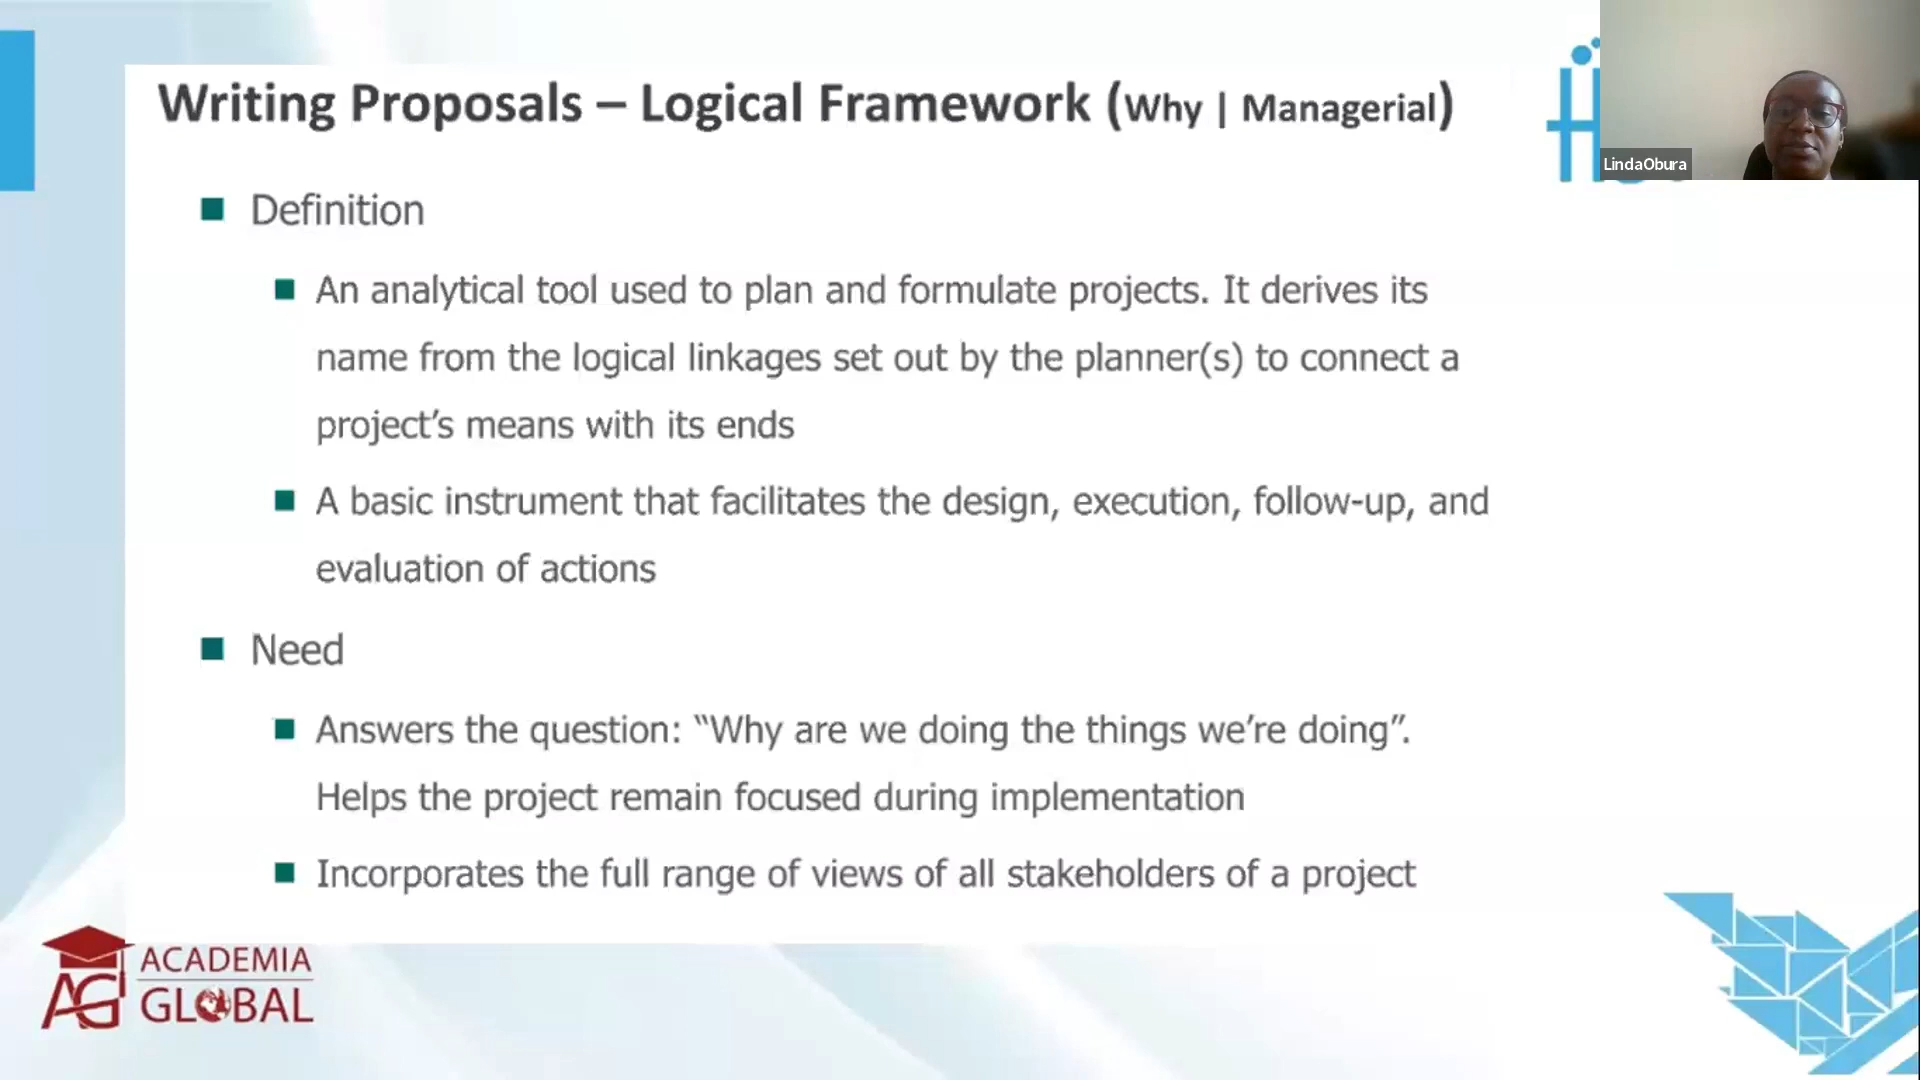 Writing Proposals – Logical Framework (Why | Managerial)
LindaObura
Definition
An analytical tool used to plan and formulate projects. It derives its
name from the logical linkages set out by the planner(s) to connect a
project’s means with its ends
A basic instrument that facilitates the design, execution, follow-up, and
evaluation of actions
Need
Answers the question: “Why are we doing the things we’re doing”.
Helps the project remain focused during implementation
Incorporates the full range of views of all stakeholders of a project
AG
ACADEMIA
GLOBAL